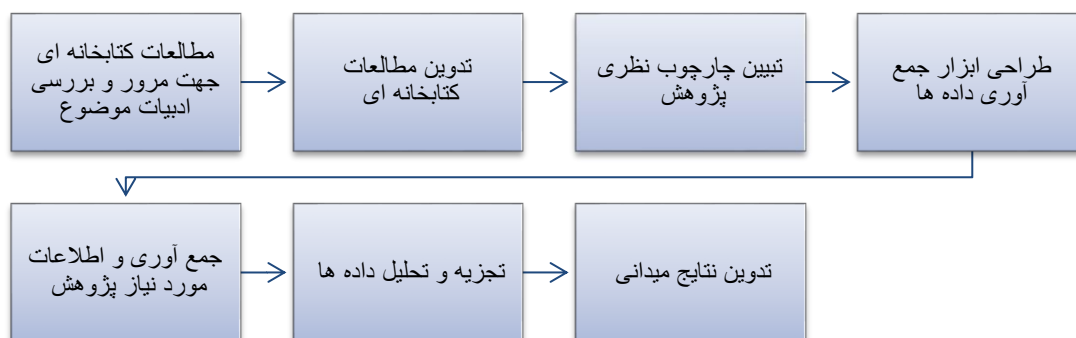 مطالعات کتابخانه ای
جهت مرور و بررسی
ادبیات موضوع
تدوین مطالعات
کتابخانه ای
تبیین چارچوب نظری
پژوهش
طراحی ابزار جمع
آوری داده ها
جمع آوری و اطلاعات
مورد نیاز پژوهش
تجزیه و تحلیل داده ها
تدوین نتایج میدانی